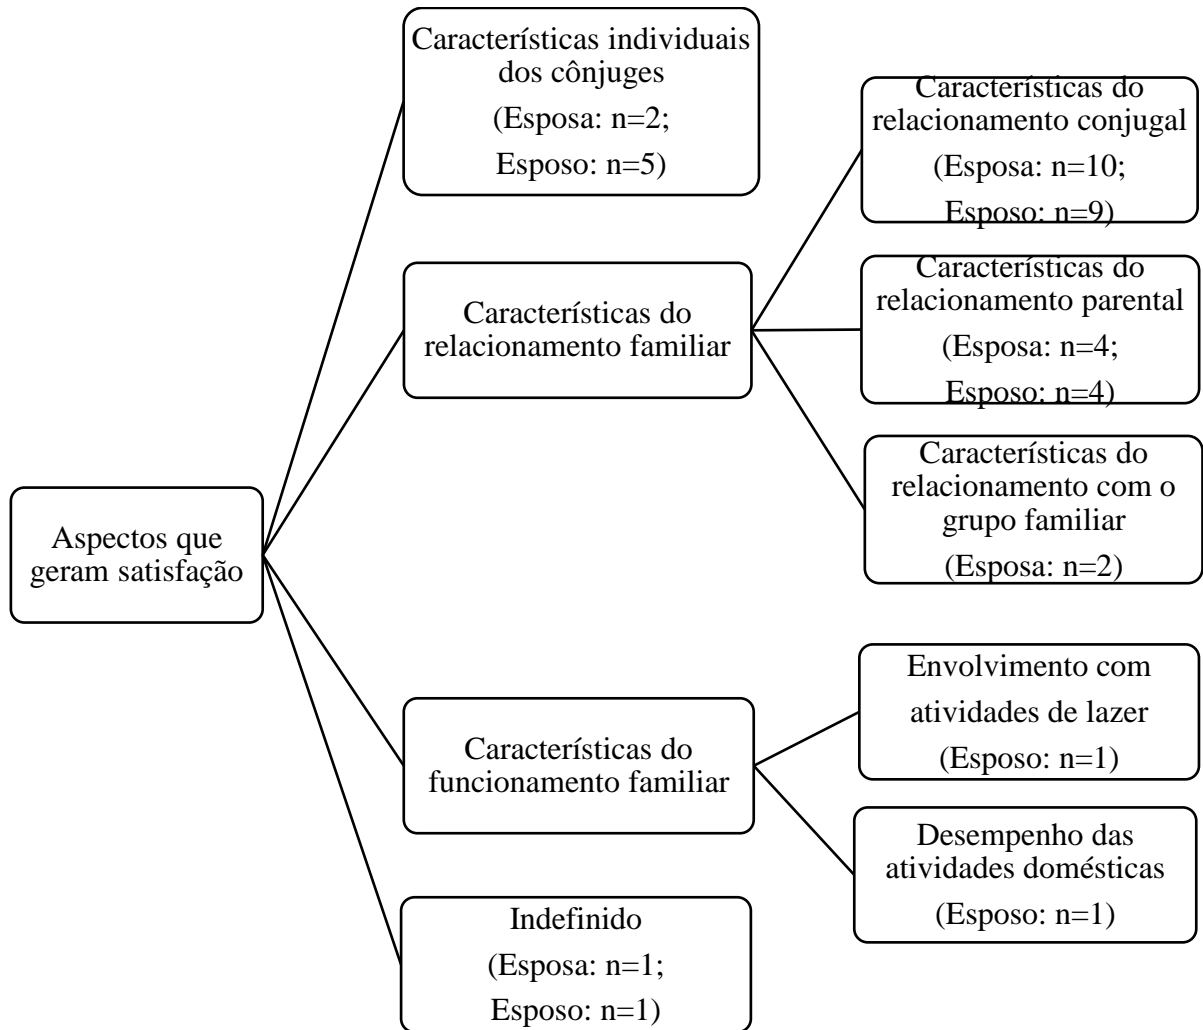 Características individuais
dos cônjuges
(Esposa: n=2;
Esposo: n=5)
Características do
relacionamento conjugal
(Esposa: n=10;
Esposo: n=9)
Características do
relacionamento familiar
Características do
relacionamento parental
(Esposa: n=4;
Esposo: n=4)
Características do
relacionamento com o
grupo familiar
(Esposa: n=2)
Aspectos que
geram satisfação
Características do
funcionamento familiar
Envolvimento com
atividades de lazer
(Esposo: n=1)
Desempenho das
atividades domésticas
(Esposo: n=1)
Indefinido
(Esposa: n=1;
Esposo: n=1)